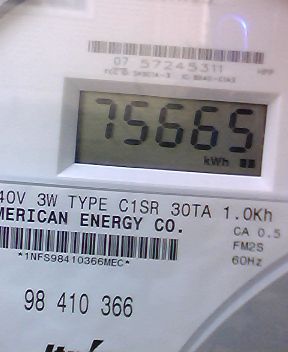 07 57245311
75665
kWh
40V 3W TYPE C1SR 30TA 1.0Kh
MERICAN ENERGY CO.
CA 0.5
FM2S
60Hz
*1NFS98410366MEC*
98 410 366